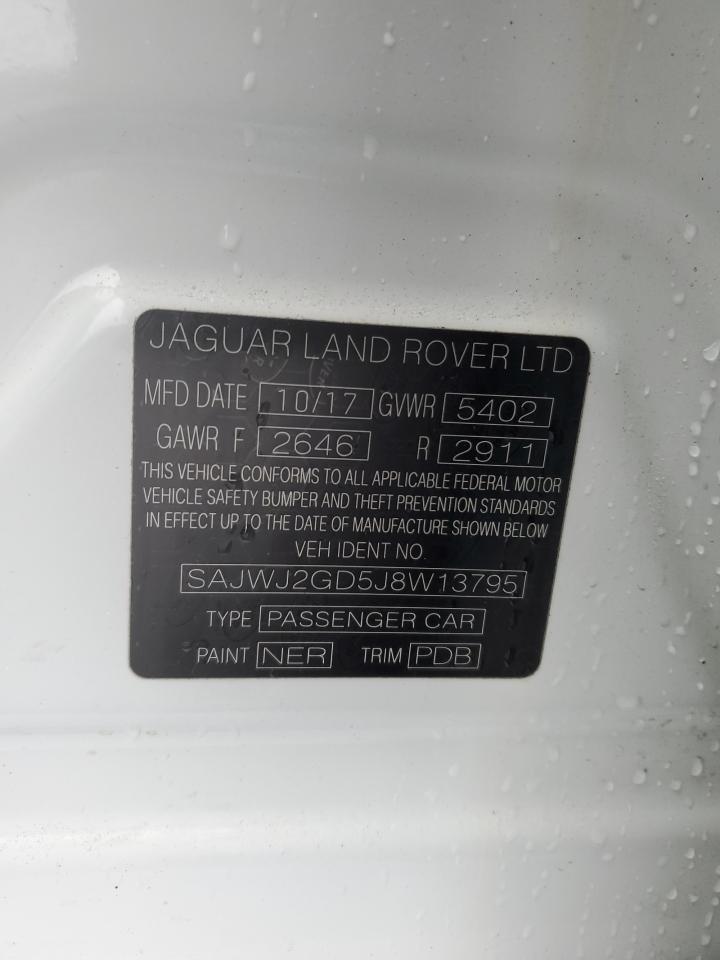 JAGUAR LAND ROVER LTD
MFD DATE 10/17 GVWR 5402
GAWR F 2646 R 2911
THIS VEHICLE CONFORMS TO ALL APPLICABLE FEDERAL MOTOR
VEHICLE SAFETY BUMPER AND THEFT PREVENTION STANDARDS
IN EFFECT UP TO THE DATE OF MANUFACTURE SHOWN BELOW
VEH IDENT NO.
SAJWJ2GD5J8W13795
TYPE PASSENGER CAR
PAINT NER TRIM PDB